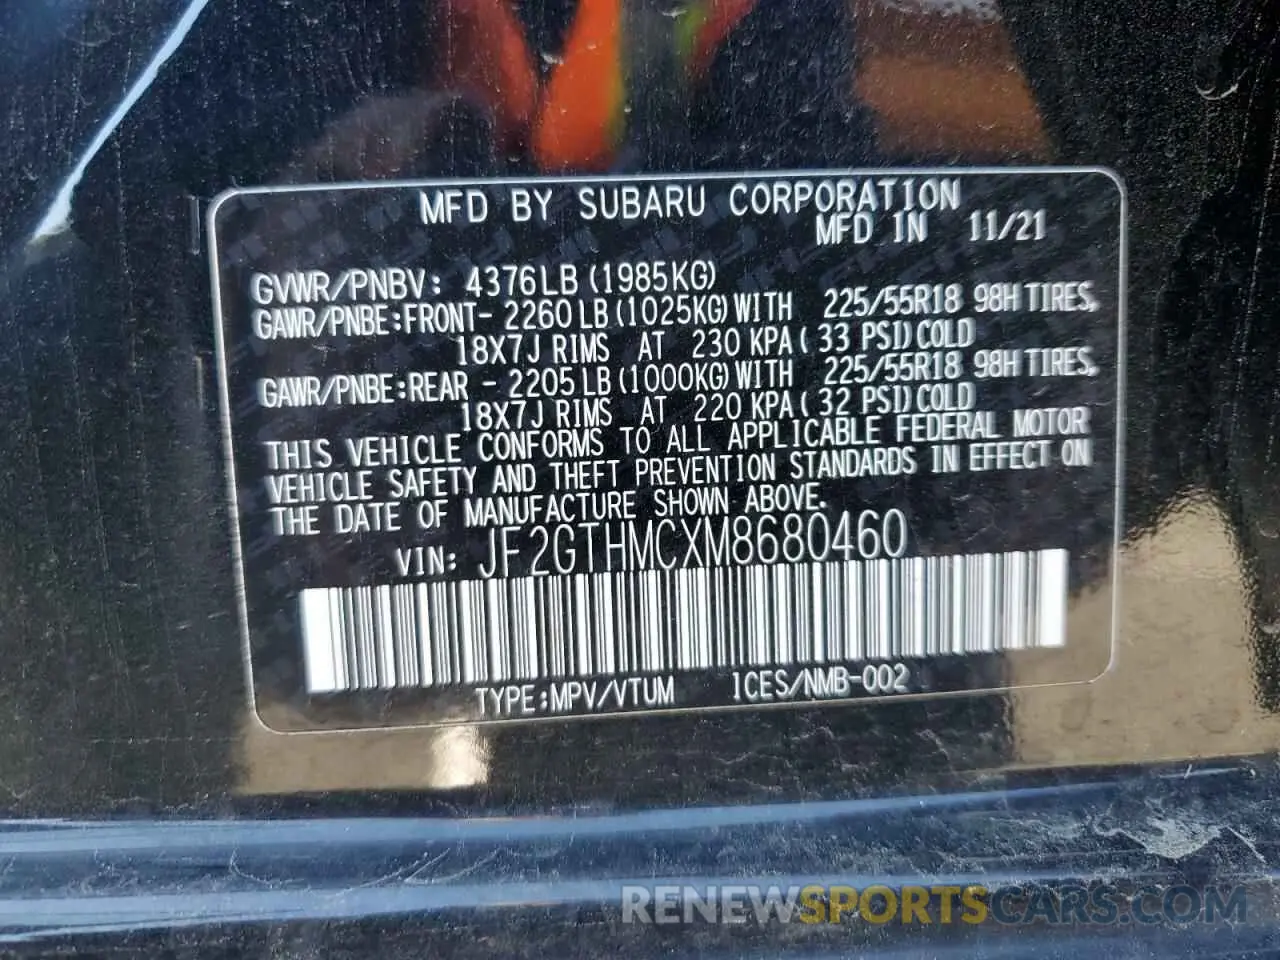 MFD BY SUBARU CORPORATION
MFD IN 11/21
GVWR/PNBV: 4376LB (1985KG)
GAWR/PNBE:FRONT- 2260LB (1025KG) WITH 225/55R18 98H TIRES,
18X7J RIMS AT 230 KPA ( 33 PSI) COLD
GAWR/PNBE:REAR - 2205LB (1000KG) WITH 225/55R18 98H TIRES,
18X7J RIMS AT 220 KPA ( 32 PSI) COLD
THIS VEHICLE CONFORMS TO ALL APPLICABLE FEDERAL MOTOR
VEHICLE SAFETY AND THEFT PREVENTION STANDARDS IN EFFECT ON
THE DATE OF MANUFACTURE SHOWN ABOVE.
VIN: JF2GTHMCXM8680460
TYPE:MPV/VTUM ICES/NMB-002
RENEWSPORTSCARS.COM